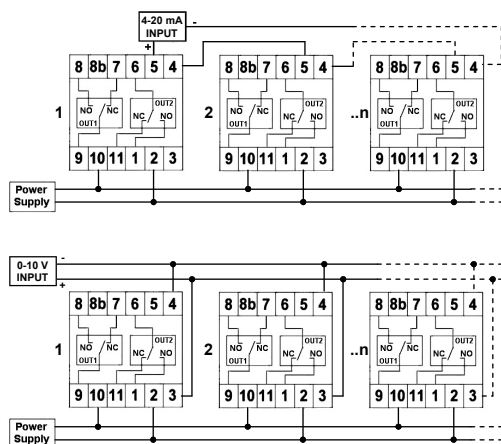 4-20 mA
INPUT
-
+
8 8b 7 6 5 4
8 8b 7 6 5 4
8 8b 7 6 5 4
1
NO NC OUT2
OUT1 NC NO
2
NO NC OUT2
OUT1 NC NO
..n
NO NC OUT2
OUT1 NC NO
9 10 11 1 2 3
9 10 11 1 2 3
9 10 11 1 2 3
Power
Supply
0-10 V
INPUT
-
+
8 8b 7 6 5 4
8 8b 7 6 5 4
8 8b 7 6 5 4
1
NO NC OUT2
OUT1 NC NO
2
NO NC OUT2
OUT1 NC NO
..n
NO NC OUT2
OUT1 NC NO
9 10 11 1 2 3
9 10 11 1 2 3
9 10 11 1 2 3
Power
Supply